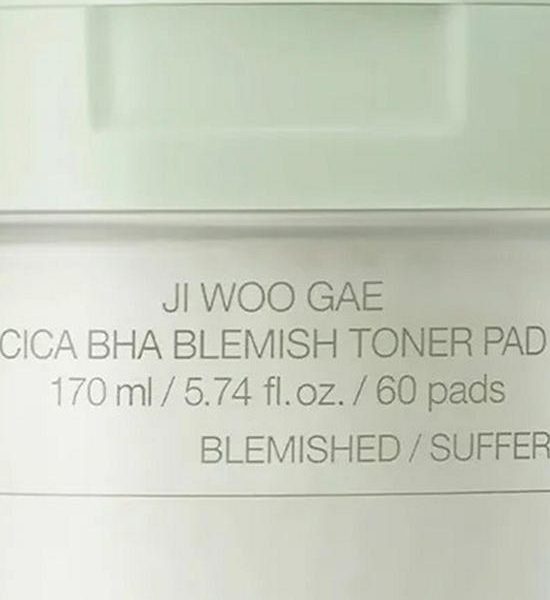 JI WOO GAE
CICA BHA BLEMISH TONER PAD
170 ml / 5.74 fl.oz. / 60 pads
BLEMISHED / SUFFER